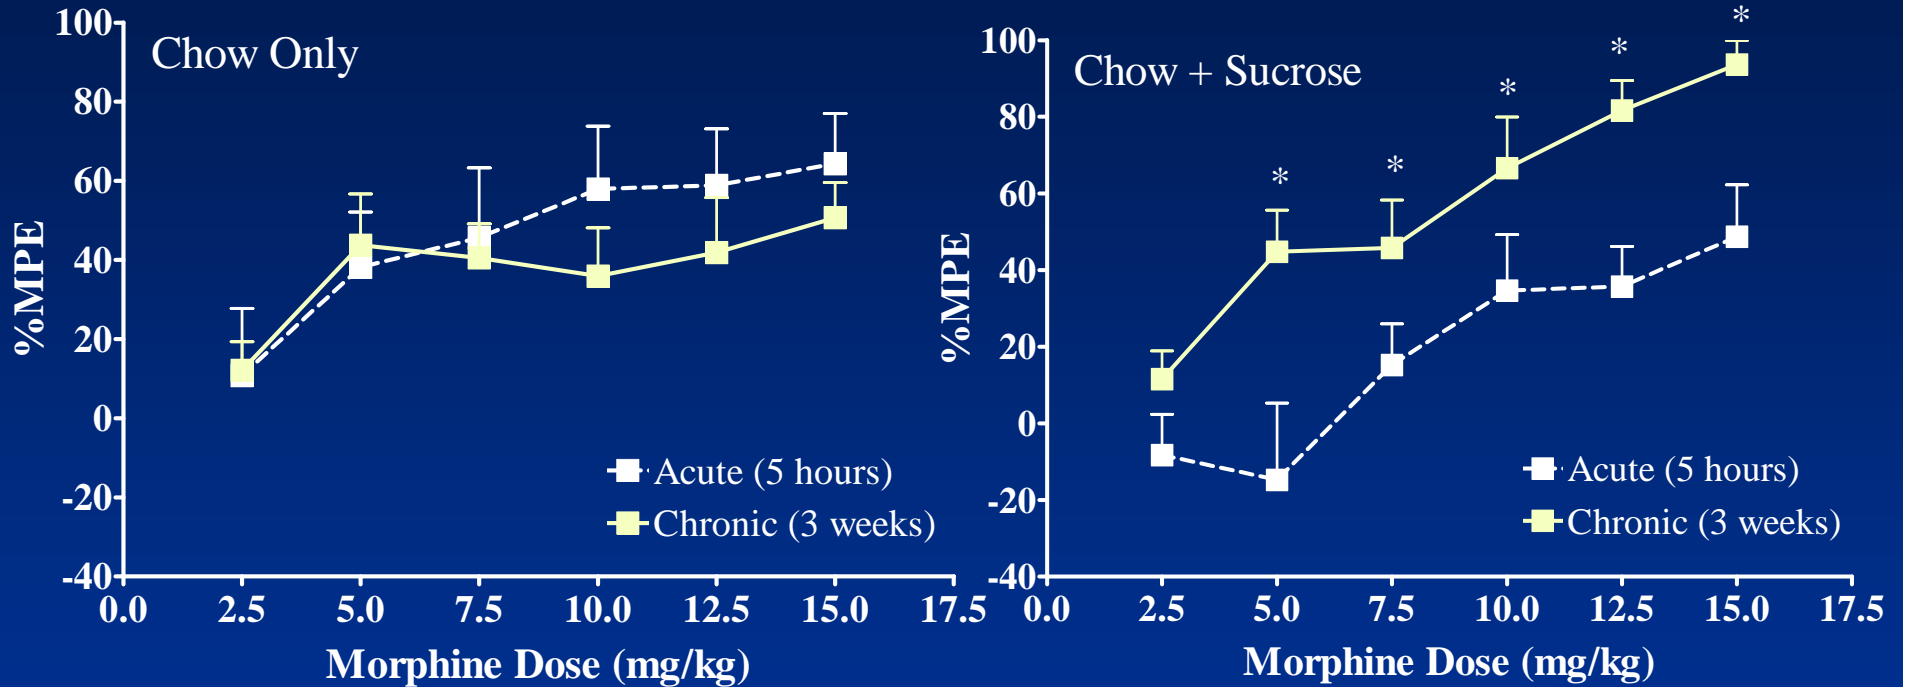 Chow Only
%MPE
100
80
60
40
20
0
-20
-40
0.0 2.5 5.0 7.5 10.0 12.5 15.0 17.5
Morphine Dose (mg/kg)
Acute (5 hours)
Chronic (3 weeks)
Chow + Sucrose
%MPE
100
80
60
40
20
0
-20
-40
* * * * *
0.0 2.5 5.0 7.5 10.0 12.5 15.0 17.5
Morphine Dose (mg/kg)
Acute (5 hours)
Chronic (3 weeks)